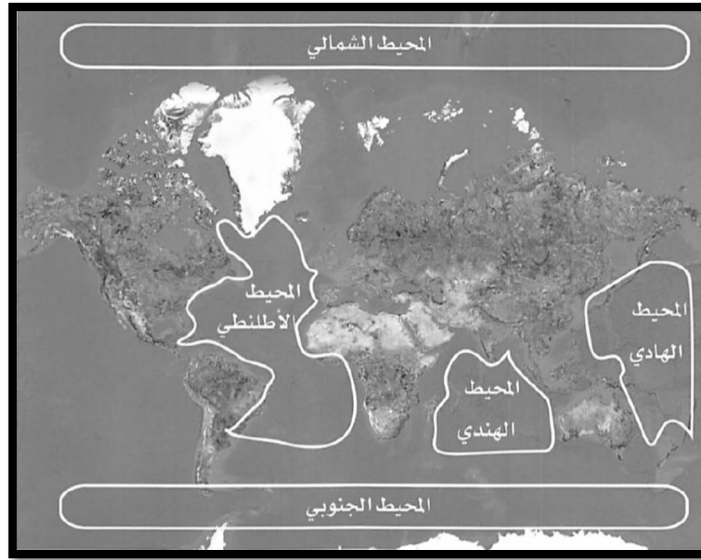 المحيط الشمالي
المحيط
الأطلنطي
المحيط
الهادي
المحيط
الهندي
المحيط الجنوبي